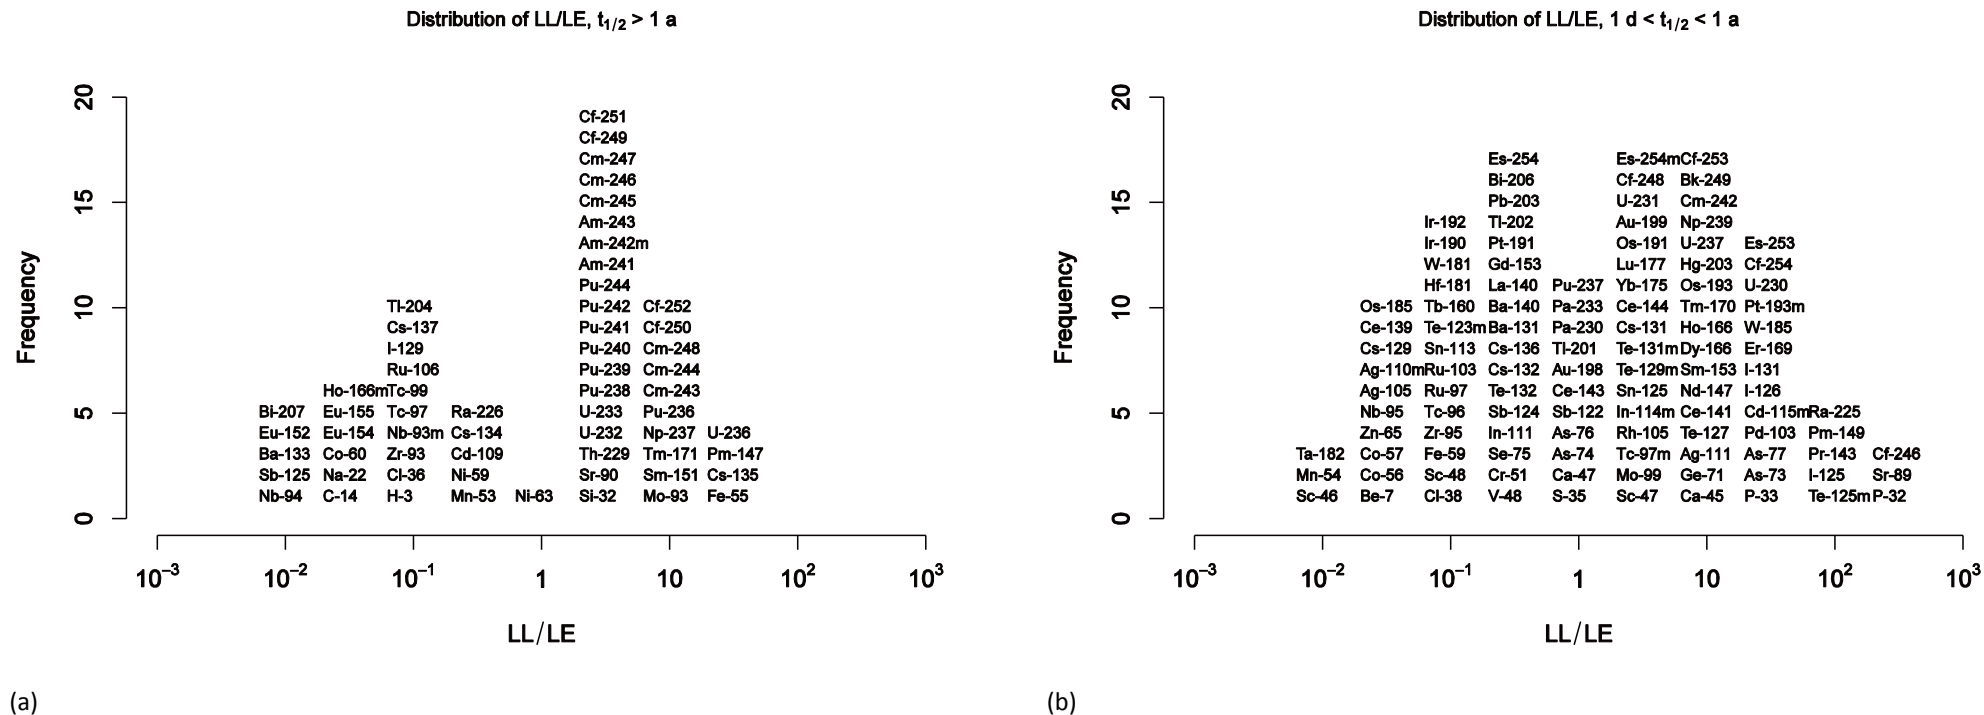 Distribution of LL/LE, t1/2 > 1 a
20
Cf-251
Cf-249
Cm-247
Cm-246
15
Cm-245
Am-243
Am-242m
Am-241
Pu-244
10
Tl-204 Pu-242 Cf-252
Cs-137 Pu-241 Cf-250
I-129 Pu-240 Cm-248
Ru-106 Pu-239 Cm-244
Ho-166m Tc-99 Pu-238 Cm-243
5
Bi-207 Eu-155 Tc-97 Ra-226 U-233 Pu-236
Eu-152 Eu-154 Nb-93m Cs-134 U-232 Np-237 U-236
Ba-133 Co-60 Zr-93 Cd-109 Th-229 Tm-171 Pm-147
Sb-125 Na-22 Cl-36 Ni-59 Sr-90 Sm-151 Cs-135
Nb-94 C-14 H-3 Mn-53 Ni-63 Si-32 Mo-93 Fe-55
0
Frequency
10−3 10−2 10−1 1 10 102 103
LL/LE
(a)
Distribution of LL/LE, 1 d < t1/2 < 1 a
20
Es-254 Es-254m Cf-253
Bi-206 Cf-248 Bk-249
15
Pb-203 U-231 Cm-242
Ir-192 Tl-202 Au-199 Np-239
Ir-190 Pt-191 Os-191 U-237 Es-253
W-181 Gd-153 Lu-177 Hg-203 Cf-254
Hf-181 La-140 Pu-237 Yb-175 Os-193 U-230
10
Os-185 Tb-160 Ba-140 Pa-233 Ce-144 Tm-170 Pt-193m
Ce-139 Te-123m Ba-131 Pa-230 Cs-131 Ho-166 W-185
Cs-129 Sn-113 Cs-136 Tl-201 Te-131m Dy-166 Er-169
Ag-110m Ru-103 Cs-132 Au-198 Te-129m Sm-153 I-131
Ag-105 Ru-97 Te-132 Ce-143 Sn-125 Nd-147 I-126
5
Nb-95 Tc-96 Sb-124 Sb-122 In-114m Ce-141 Cd-115m Ra-225
Zn-65 Zr-95 In-111 As-76 Rh-105 Te-127 Pd-103 Pm-149
Ta-182 Co-57 Fe-59 Se-75 As-74 Tc-97m Ag-111 As-77 Pr-143 Cf-246
Mn-54 Co-56 Sc-48 Cr-51 Ca-47 Mo-99 Ge-71 As-73 I-125 Sr-89
Sc-46 Be-7 Cl-38 V-48 S-35 Sc-47 Ca-45 P-33 Te-125m P-32
0
Frequency
10−3 10−2 10−1 1 10 102 103
LL/LE
(b)